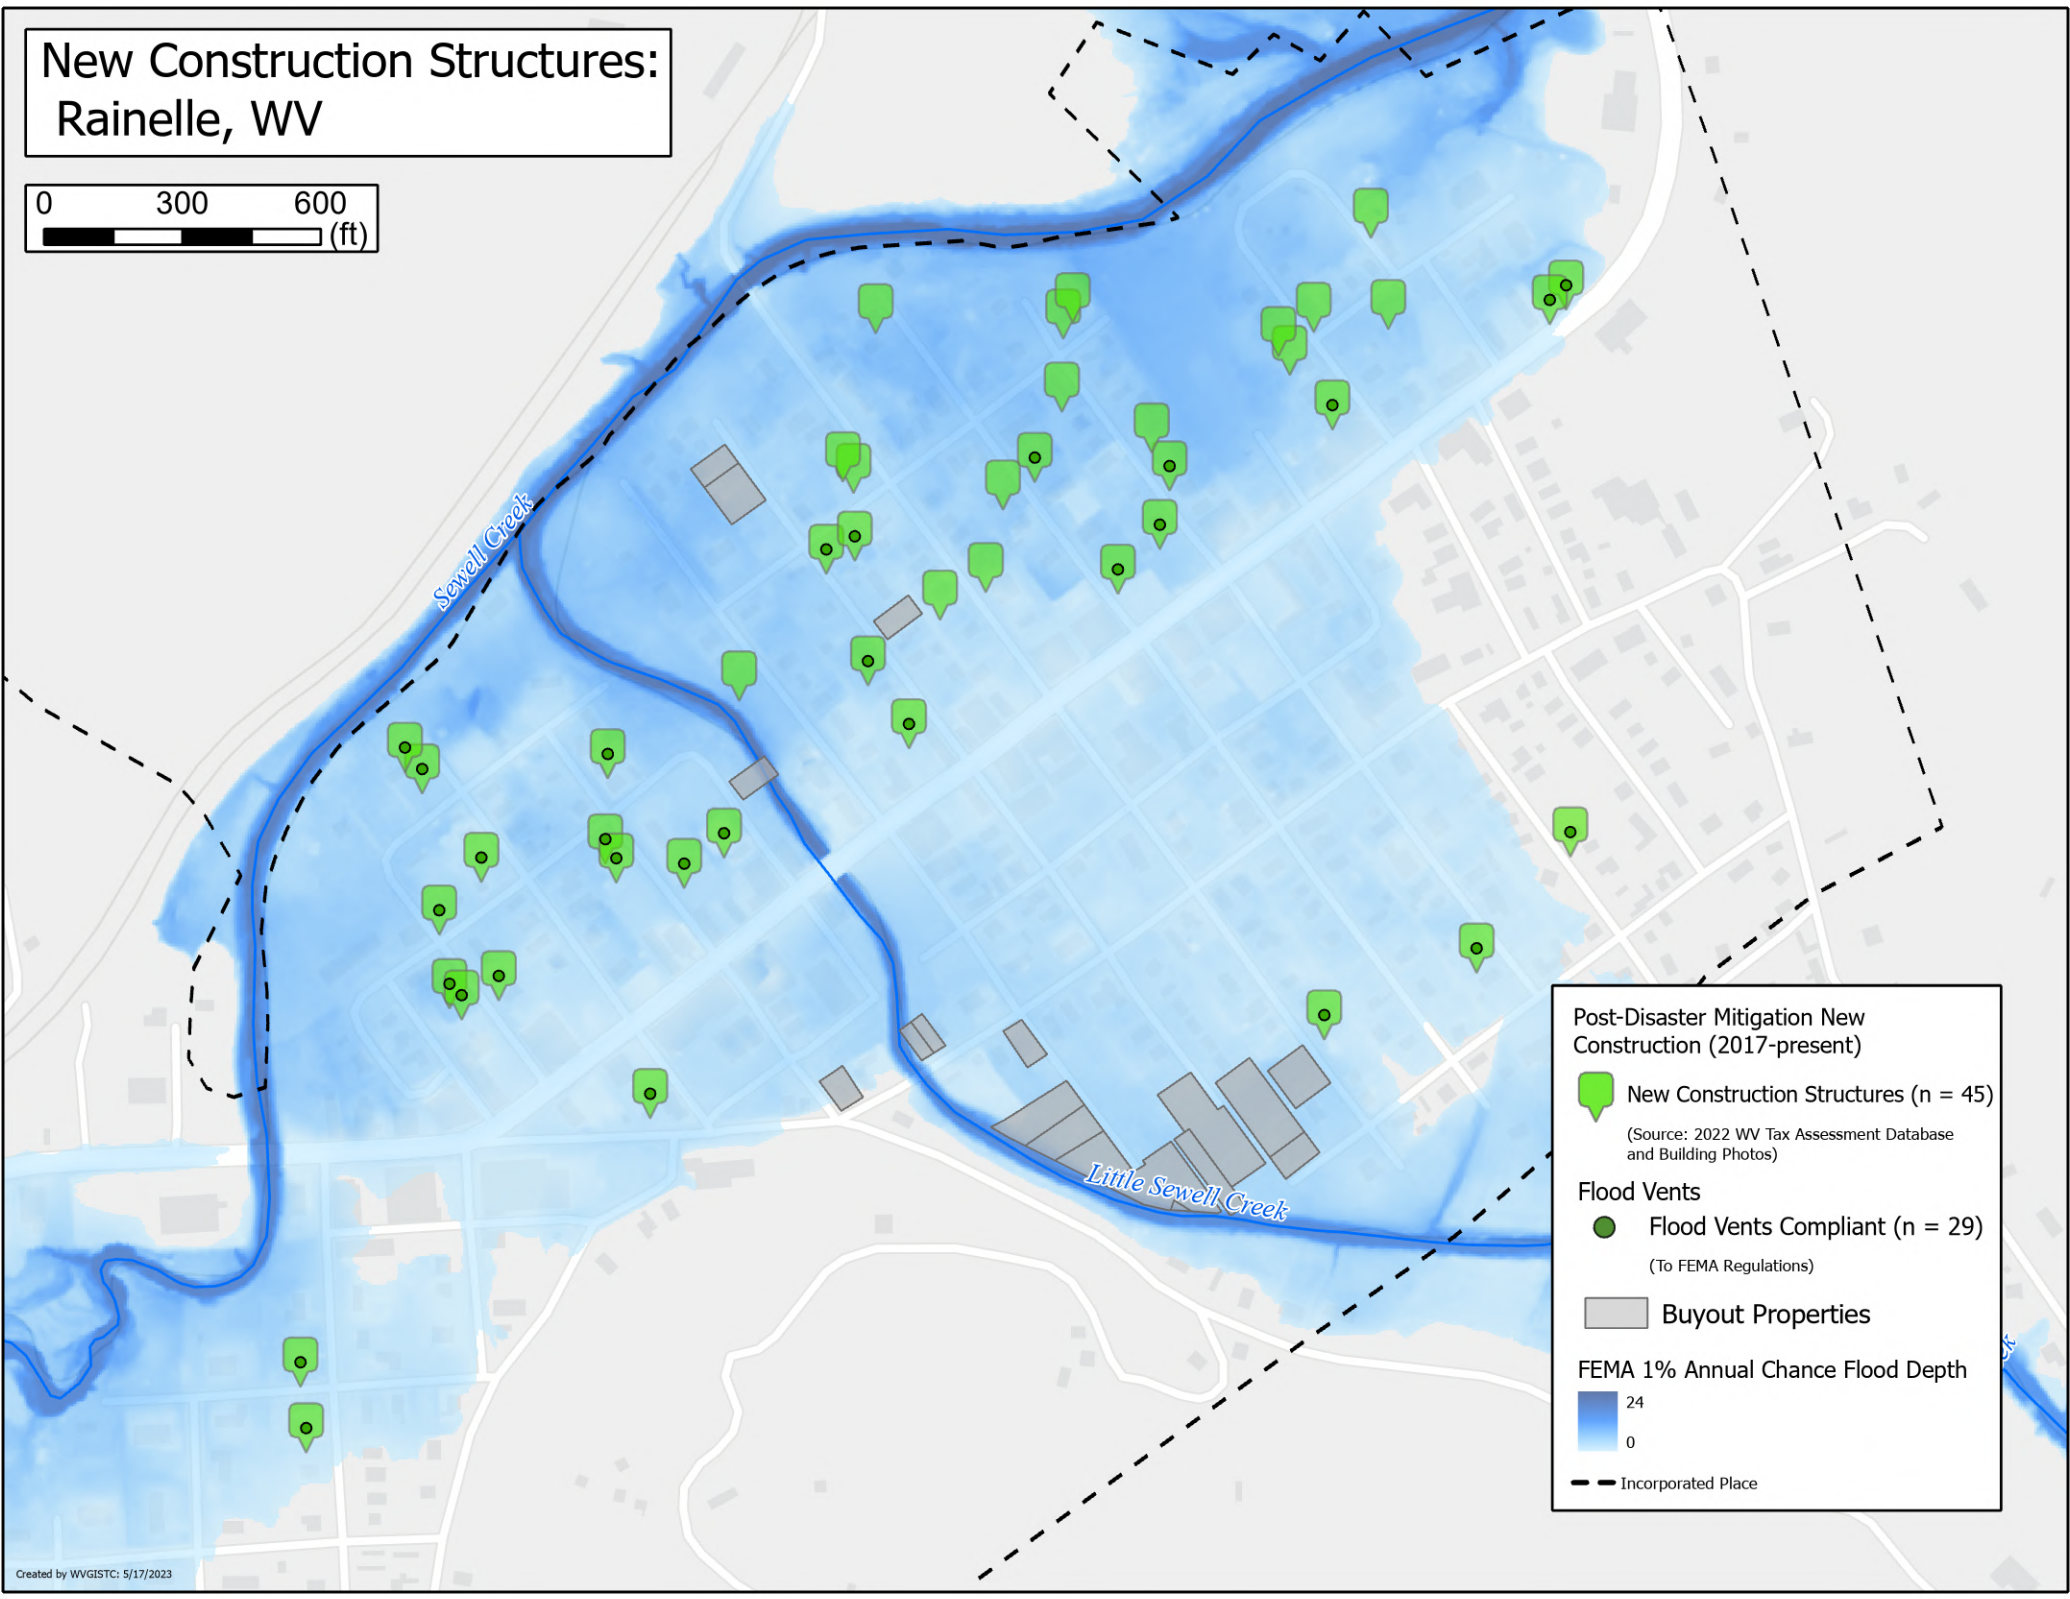 New Construction Structures:
Rainelle, WV
0 300 600
(ft)
Sewell Creek
Little Sewell Creek
Post-Disaster Mitigation New
Construction (2017-present)
New Construction Structures (n = 45)
(Source: 2022 WV Tax Assessment Database
and Building Photos)
Flood Vents
Flood Vents Compliant (n = 29)
(To FEMA Regulations)
Buyout Properties
FEMA 1% Annual Chance Flood Depth
24
0
Incorporated Place
Created by WVGISTC: 5/17/2023